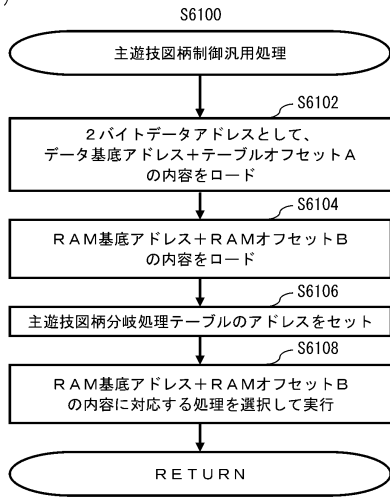 S6100
主遊技図柄制御汎用処理
S6102
２バイトデータアドレスとして、
データ基底アドレス＋テーブルオフセットＡ
の内容をロード
S6104
ＲＡＭ基底アドレス＋ＲＡＭオフセットＢ
の内容をロード
S6106
主遊技図柄分岐処理テーブルのアドレスをセット
S6108
ＲＡＭ基底アドレス＋ＲＡＭオフセットＢ
の内容に対応する処理を選択して実行
ＲＥＴＵＲＮ